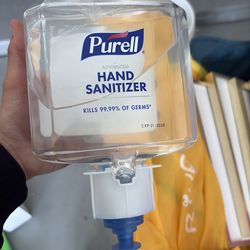 Purell
ADVANCED
HAND
SANITIZER
KILLS 99.99% OF GERMS*